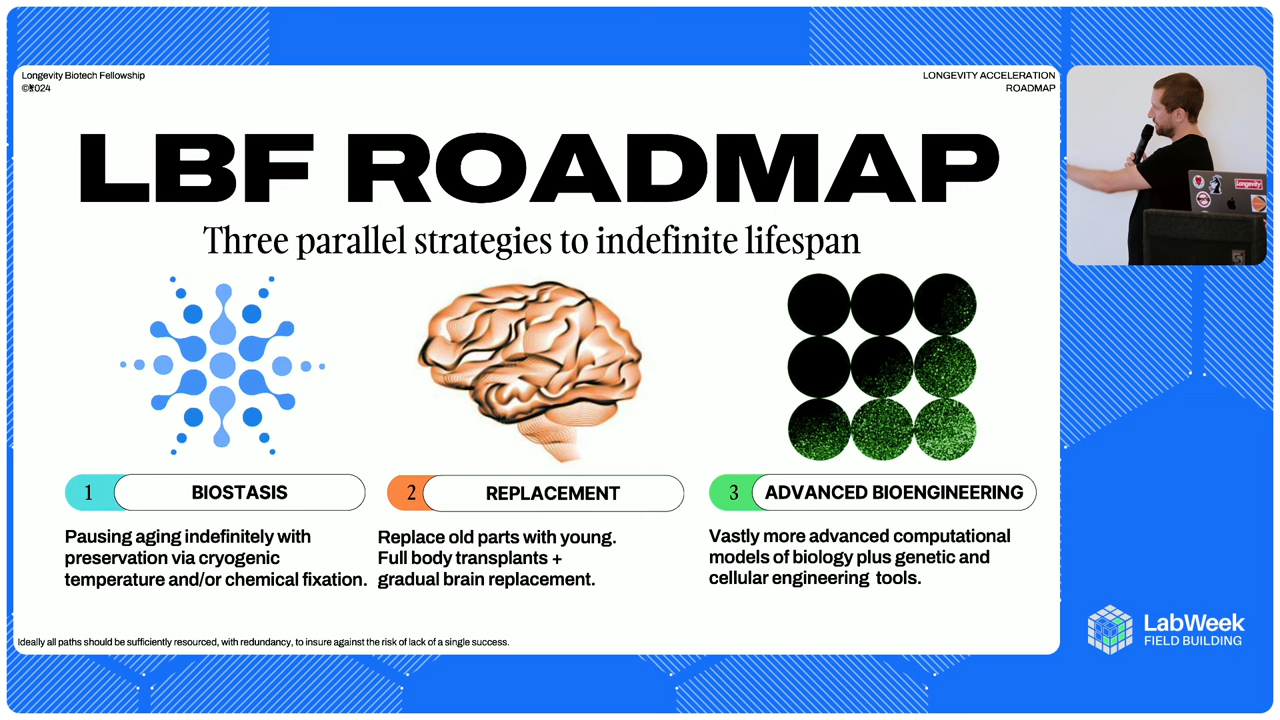 Longevity Biotech Fellowship
©2024
LONGEVITY ACCELERATION
ROADMAP
LBF ROADMAP
Three parallel strategies to indefinite lifespan
1 BIOSTASIS
Pausing aging indefinitely with
preservation via cryogenic
temperature and/or chemical fixation.
2 REPLACEMENT
Replace old parts with young.
Full body transplants +
gradual brain replacement.
3 ADVANCED BIOENGINEERING
Vastly more advanced computational
models of biology plus genetic and
cellular engineering tools.
Ideally all paths should be sufficiently resourced, with redundancy, to insure against the risk of lack of a single success.
Longevity
LabWeek
FIELD BUILDING